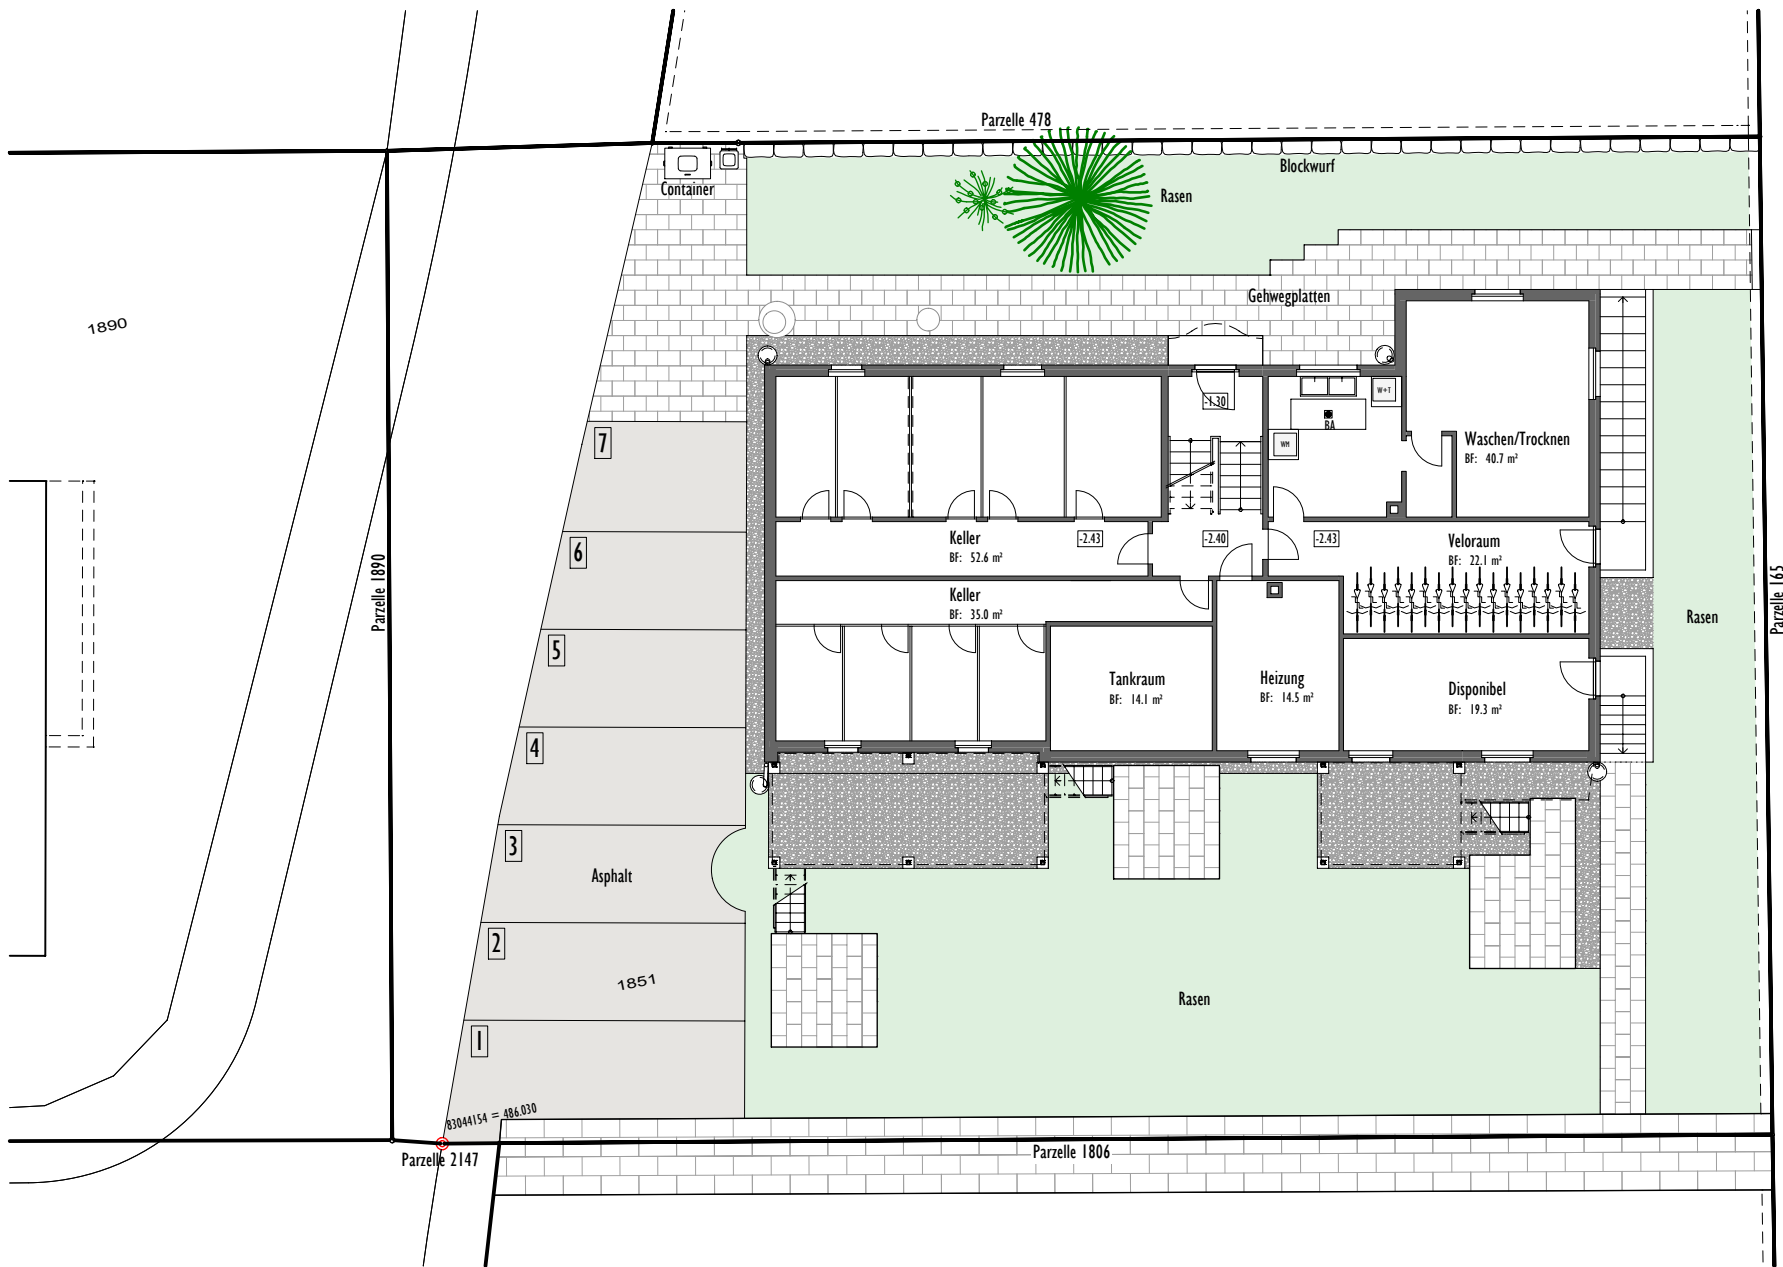 Parzelle 478
Blockwurf
Container
Rasen
Gehwegplatten
1890
7
-1.30
W+T
BA
WM
Waschen/Trocknen
BF: 40.7 m²
6
Keller
BF: 52.6 m²
-2.43
-2.40
-2.43
Veloraum
BF: 22.1 m²
Parzelle 1890
Keller
BF: 35.0 m²
Parzelle 165
Rasen
5
Tankraum
BF: 14.1 m²
Heizung
BF: 14.5 m²
Disponibel
BF: 19.3 m²
4
3
Asphalt
2
1851
Rasen
1
83044154 = 486.030
Parzelle 2147
Parzelle 1806